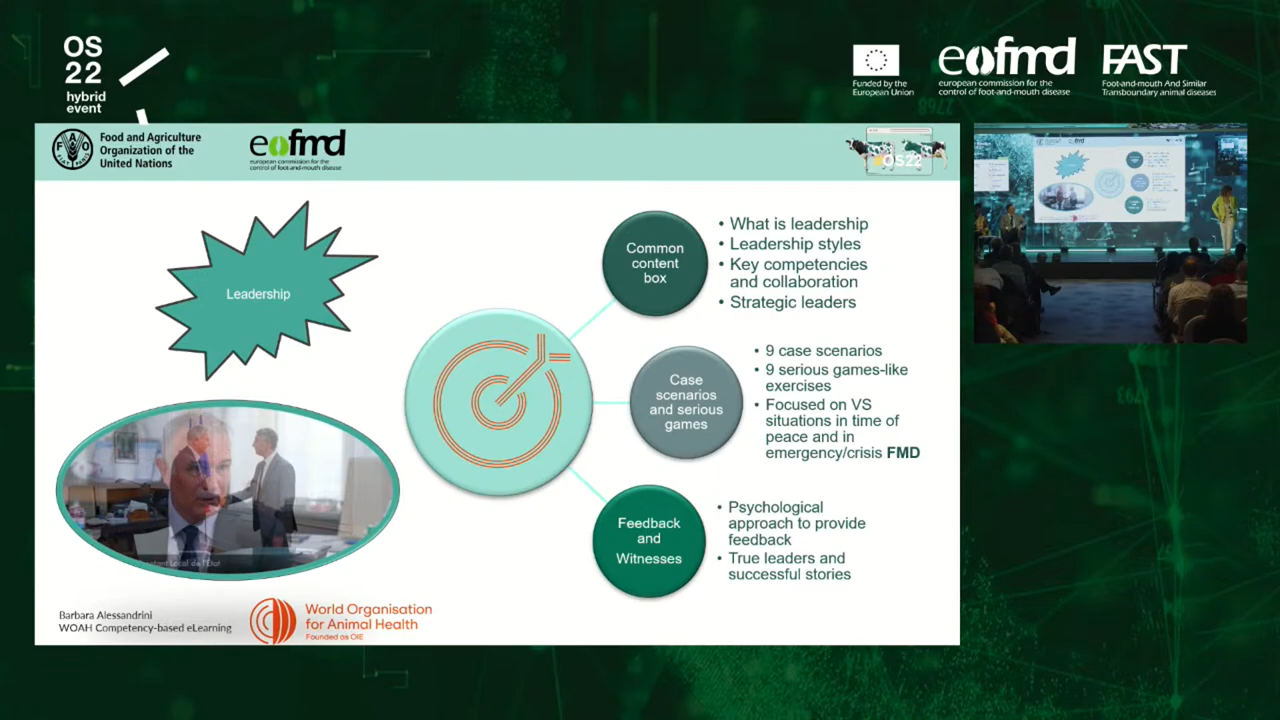 OS
22
hybrid
event
Funded by the
European Union
eofmd
european commission for the
control of foot-and-mouth disease
FAST
Foot-and-mouth And Similar
Transboundary animal diseases
Food and Agriculture
Organization of the
United Nations
eofmd
european commission for the
control of foot-and-mouth disease
OS22
Leadership
Common
content
box
• What is leadership
• Leadership styles
• Key competencies
and collaboration
• Strategic leaders
Case
scenarios
and serious
games
• 9 case scenarios
• 9 serious games-like
exercises
• Focused on VS
situations in time of
peace and in
emergency/crisis FMD
Feedback
and
Witnesses
• Psychological
approach to provide
feedback
• True leaders and
successful stories
Barbara Alessandrini
WOAH Competency-based eLearning
World Organisation
for Animal Health
Founded as OIE